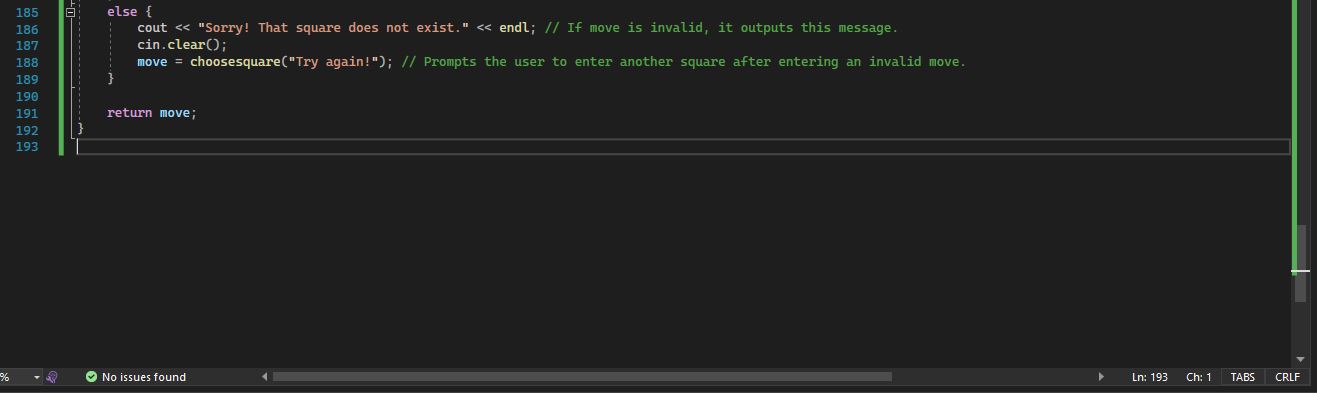 185 else {
186 cout << "Sorry! That square does not exist." << endl; // If move is invalid, it outputs this message.
187 cin.clear();
188 move = choosesquare("Try again!"); // Prompts the user to enter another square after entering an invalid move.
189 }
190
191 return move;
192 }
193
% No issues found Ln: 193 Ch: 1 TABS CRLF